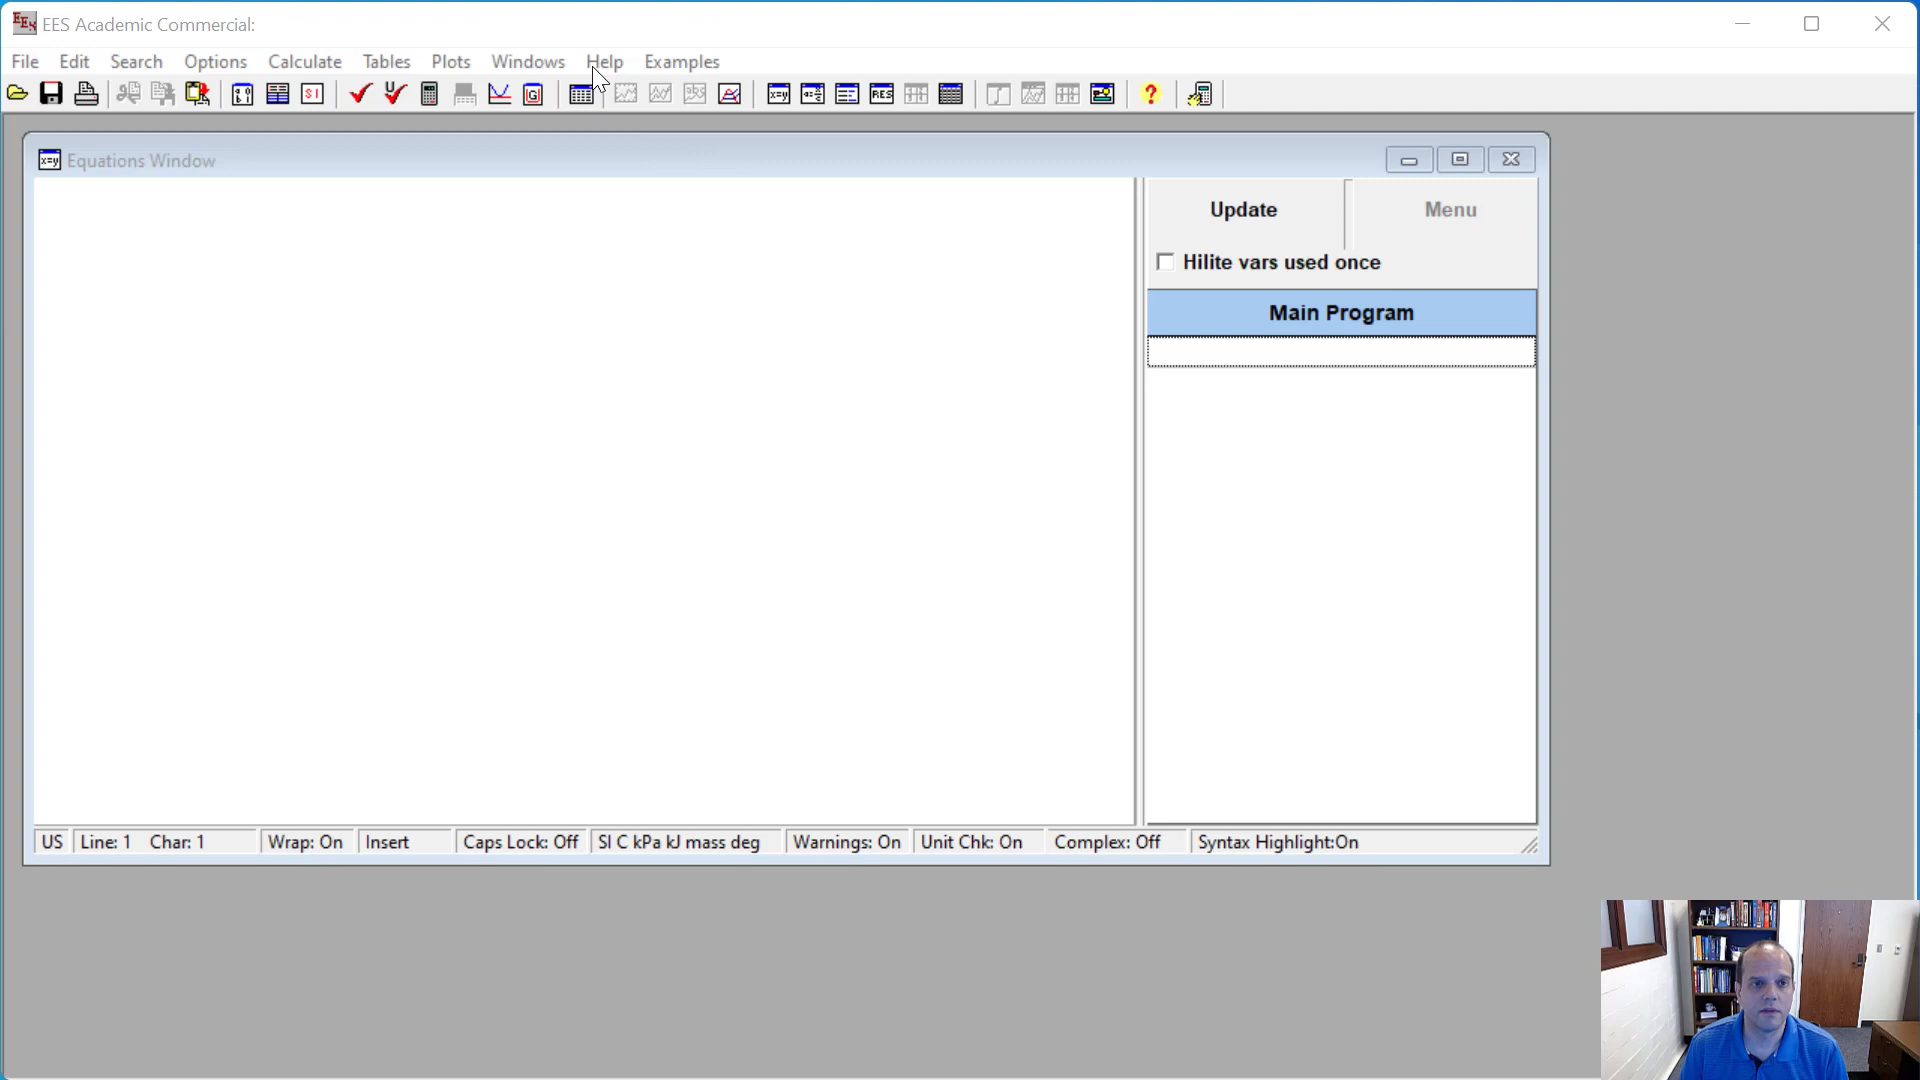 EES Academic Commercial:
File Edit Search Options Calculate Tables Plots Windows Help Examples
Equations Window
Update Menu
Hilite vars used once
Main Program
US Line: 1 Char: 1 Wrap: On Insert Caps Lock: Off SI C kPa kJ mass deg Warnings: On Unit Chk: On Complex: Off Syntax Highlight:On